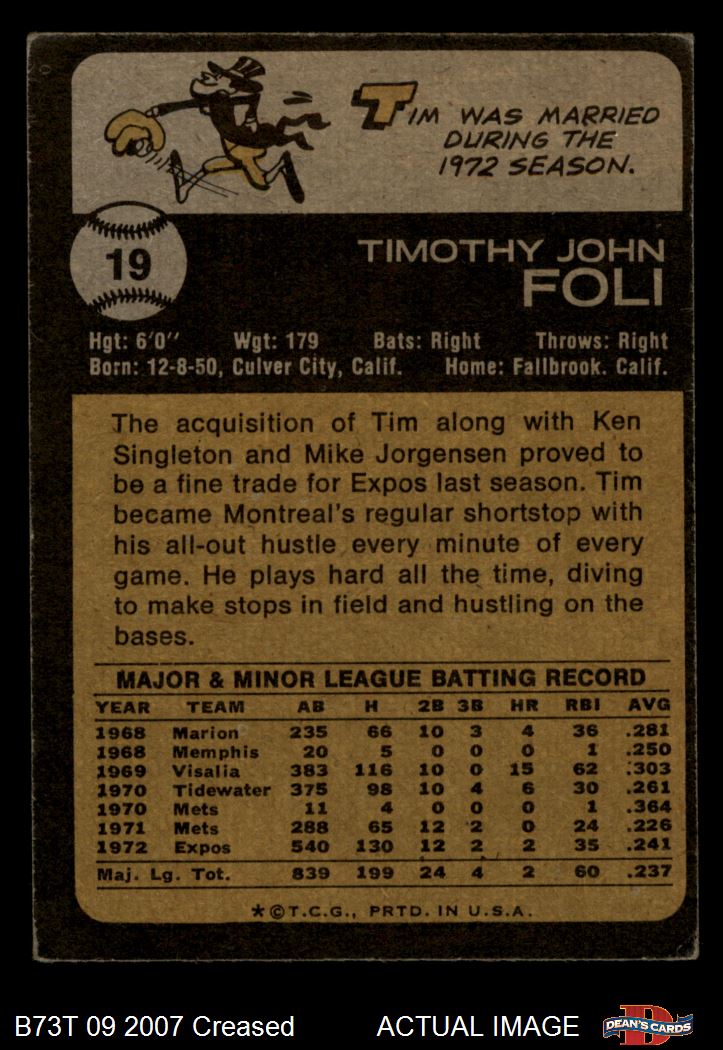 TIM WAS MARRIED
DURING THE
1972 SEASON.
19
TIMOTHY JOHN
FOLI
Hgt: 6'0" Wgt: 179 Bats: Right Throws: Right
Born: 12-8-50, Culver City, Calif. Home: Fallbrook. Calif.
The acquisition of Tim along with Ken
Singleton and Mike Jorgensen proved to
be a fine trade for Expos last season. Tim
became Montreal's regular shortstop with
his all-out hustle every minute of every
game. He plays hard all the time, diving
to make stops in field and hustling on the
bases.
MAJOR & MINOR LEAGUE BATTING RECORD
YEAR TEAM AB H 2B 3B HR RBI AVG
1968 Marion 235 66 10 3 4 36 .281
1968 Memphis 20 5 0 0 0 1 .250
1969 Visalia 383 116 10 0 15 62 .303
1970 Tidewater 375 98 10 4 6 30 .261
1970 Mets 11 4 0 0 0 1 .364
1971 Mets 288 65 12 2 0 24 .226
1972 Expos 540 130 12 2 2 35 .241
Maj. Lg. Tot. 839 199 24 4 2 60 .237
*©T.C.G., PRTD. IN U.S.A.
B73T 09 2007 Creased ACTUAL IMAGE
D
DEAN'S CARDS